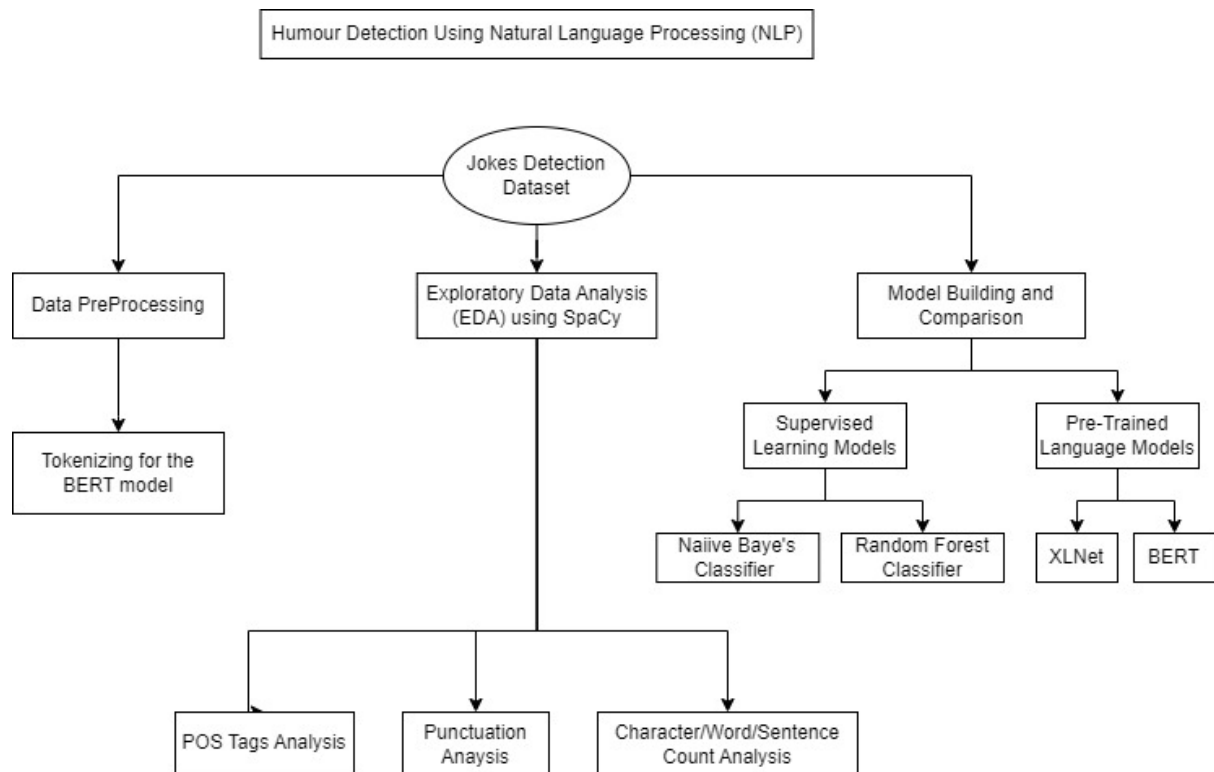 Humour Detection Using Natural Language Processing (NLP)
Jokes Detection
Dataset
Data PreProcessing
Exploratory Data Analysis
(EDA) using SpaCy
Model Building and
Comparison
Tokenizing for the
BERT model
Supervised
Learning Models
Pre-Trained
Language Models
Naiive Baye's
Classifier
Random Forest
Classifier
XLNet
BERT
POS Tags Analysis
Punctuation
Anaysis
Character/Word/Sentence
Count Analysis